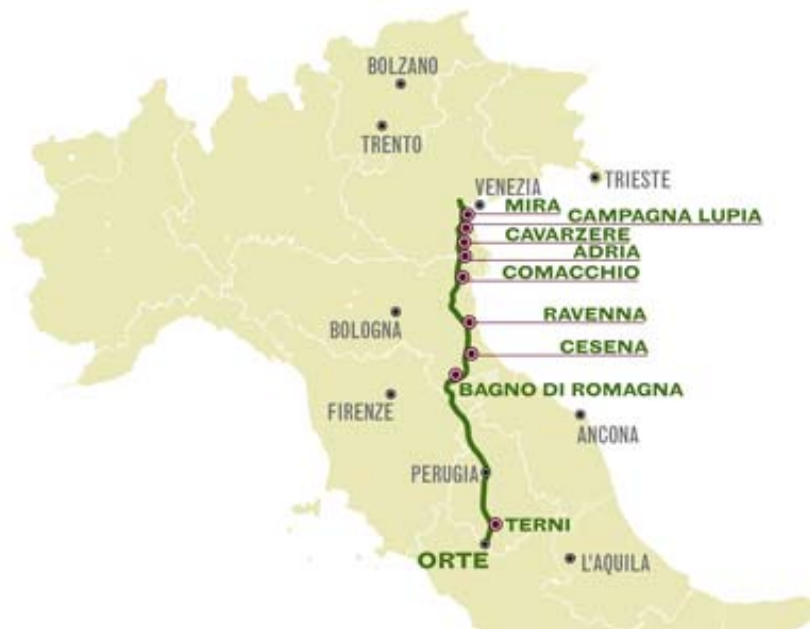 BOLZANO
TRENTO
TRIESTE
VENEZIA
MIRA
CAMPAGNA LUPIA
CAVARZERE
ADRIA
COMACCHIO
RAVENNA
BOLOGNA
CESENA
BAGNO DI ROMAGNA
FIRENZE
ANCONA
PERUGIA
TERNI
ORTE
L'AQUILA